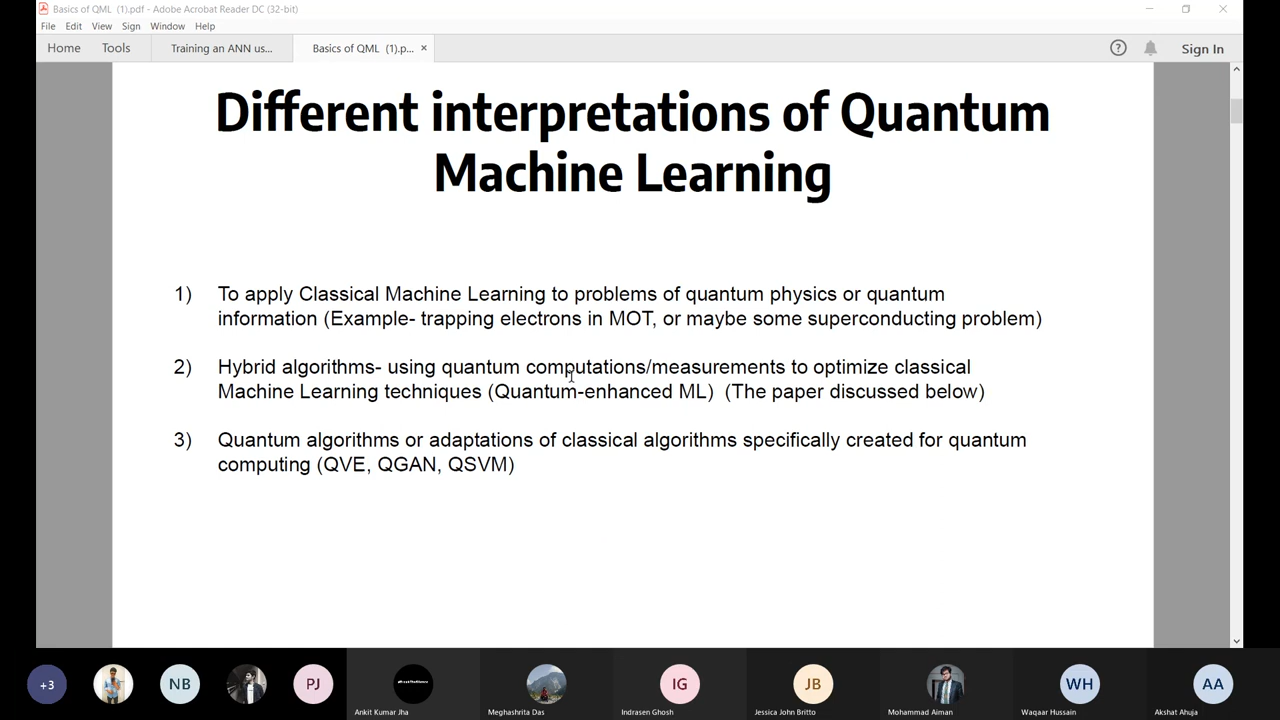 Basics of QML (1).pdf - Adobe Acrobat Reader DC (32-bit)
File Edit View Sign Window Help
Home Tools Training an ANN us... Basics of QML (1).p... × Sign In
Different interpretations of Quantum
Machine Learning
1) To apply Classical Machine Learning to problems of quantum physics or quantum
information (Example- trapping electrons in MOT, or maybe some superconducting problem)
2) Hybrid algorithms- using quantum computations/measurements to optimize classical
Machine Learning techniques (Quantum-enhanced ML) (The paper discussed below)
3) Quantum algorithms or adaptations of classical algorithms specifically created for quantum
computing (QVE, QGAN, QSVM)
+3 NB PJ IG JB WH AA
Ankit Kumar Jha Meghashrita Das Indrasen Ghosh Jessica John Britto Mohammad Aiman Waqaar Hussain Akshat Ahuja